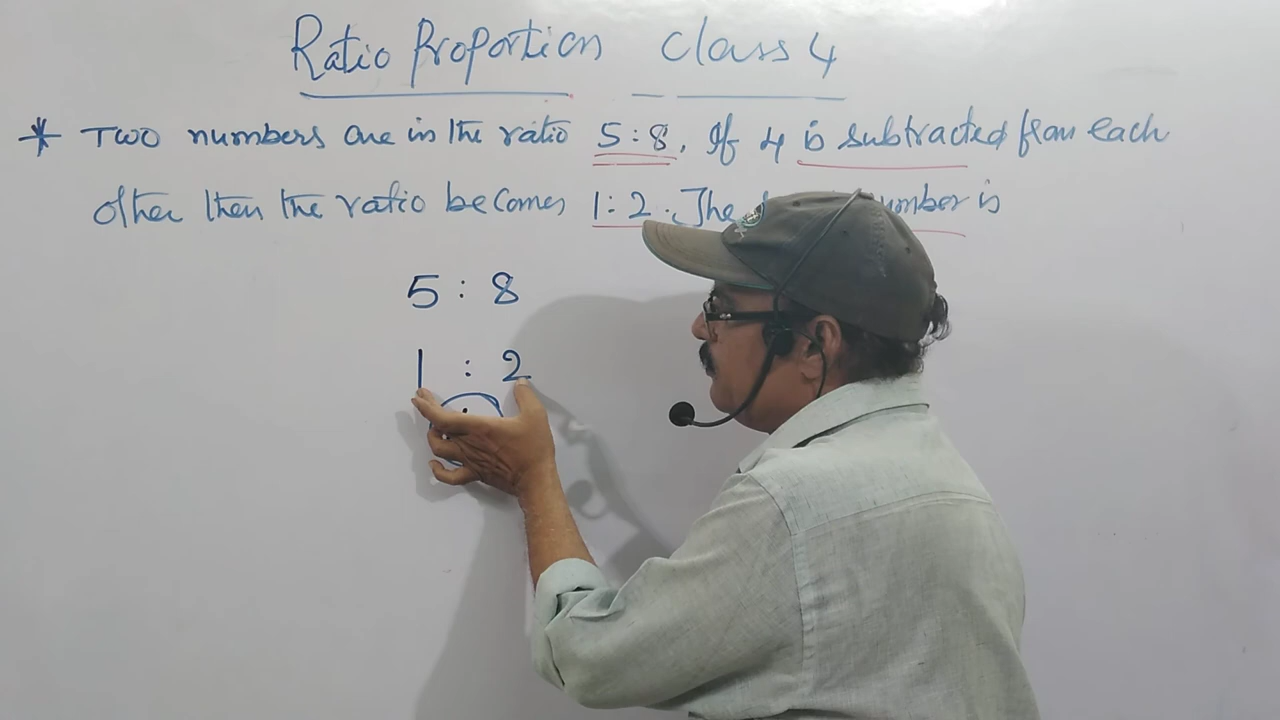 Ratio Proportion – Class 4
* Two numbers are in the ratio 5:8. If 4 is subtracted from each
other then the ratio becomes 1:2. The number is
5 : 8
1 : 2